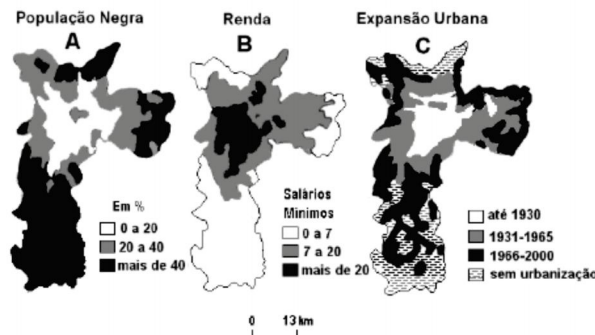 População Negra
A
Em %
0 a 20
20 a 40
mais de 40
Renda
B
Salários
Mínimos
0 a 7
7 a 20
mais de 20
Expansão Urbana
C
até 1930
1931-1965
1966-2000
sem urbanização
0 13 km